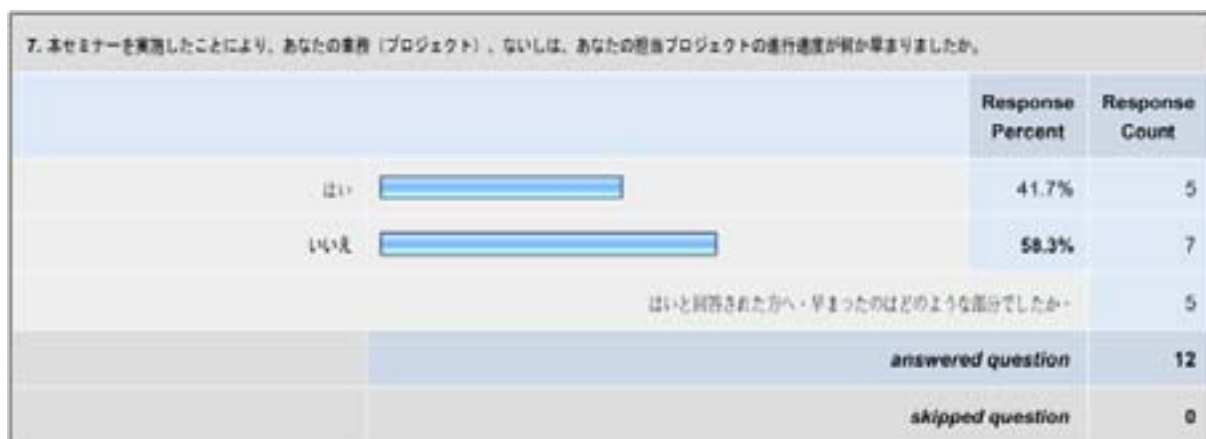 7. 本セミナーを実施したことにより、あなたの業務（プロジェクト）、ないしは、あなたの担当プロジェクトの進行速度が何か早まりましたか。
Response Percent
Response Count
はい 41.7% 5
いいえ 58.3% 7
はいと回答された方へ・早まったのはどのような部分でしたか・ 5
answered question 12
skipped question 0